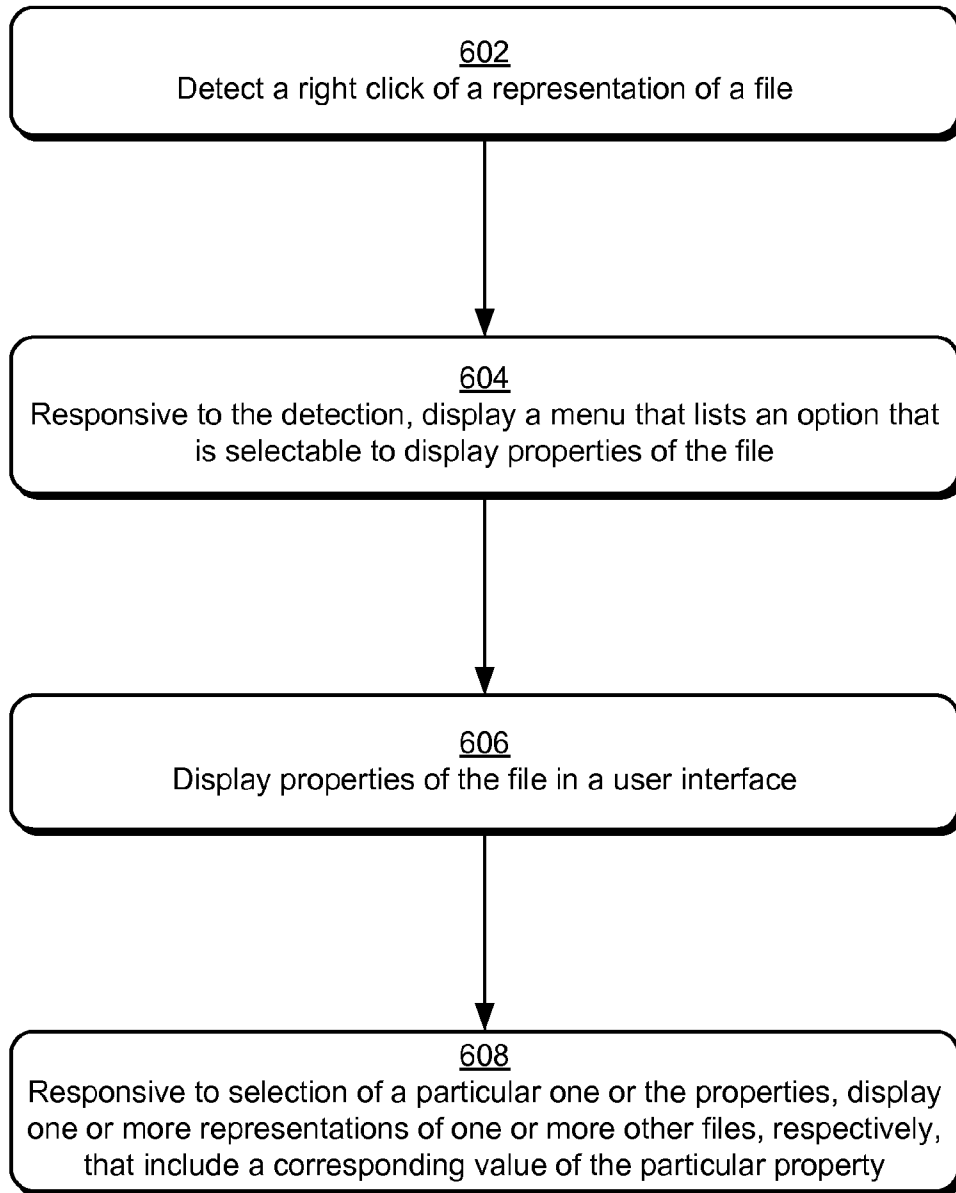 602
Detect a right click of a representation of a file
604
Responsive to the detection, display a menu that lists an option that
is selectable to display properties of the file
606
Display properties of the file in a user interface
608
Responsive to selection of a particular one or the properties, display
one or more representations of one or more other files, respectively,
that include a corresponding value of the particular property